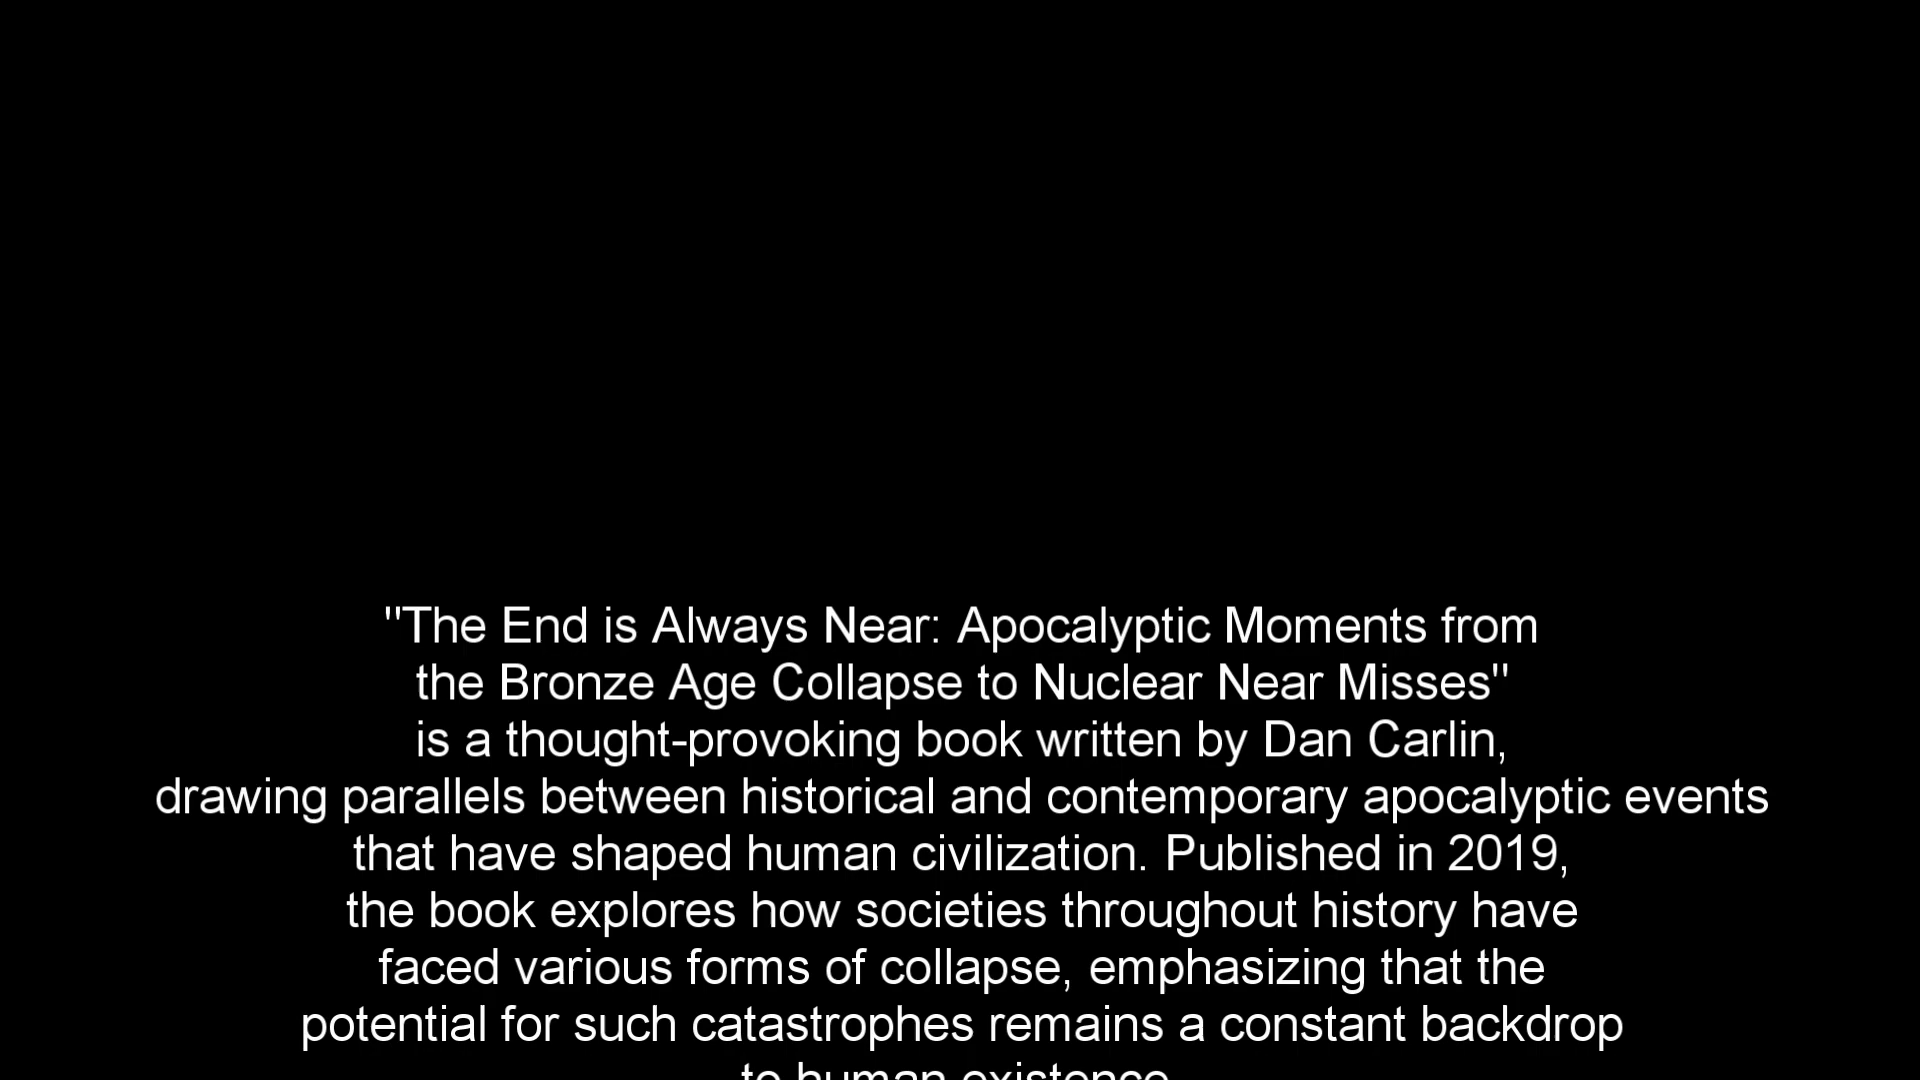 "The End is Always Near: Apocalyptic Moments from
the Bronze Age Collapse to Nuclear Near Misses"
is a thought-provoking book written by Dan Carlin,
drawing parallels between historical and contemporary apocalyptic events
that have shaped human civilization. Published in 2019,
the book explores how societies throughout history have
faced various forms of collapse, emphasizing that the
potential for such catastrophes remains a constant backdrop
to human existence